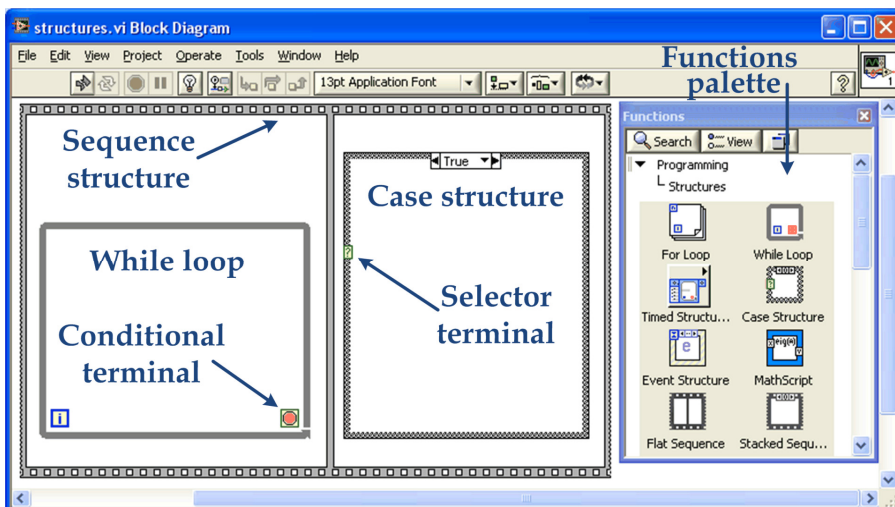 structures.vi Block Diagram
File Edit View Project Operate Tools Window Help
13pt Application Font
?
1
Functions
palette
Sequence
structure
True
Case structure
While loop
Selector
terminal
?
Conditional
terminal
i
Functions
Search View
Programming
Structures
For Loop While Loop
Timed Structu... Case Structure
Event Structure MathScript
Flat Sequence Stacked Sequ...